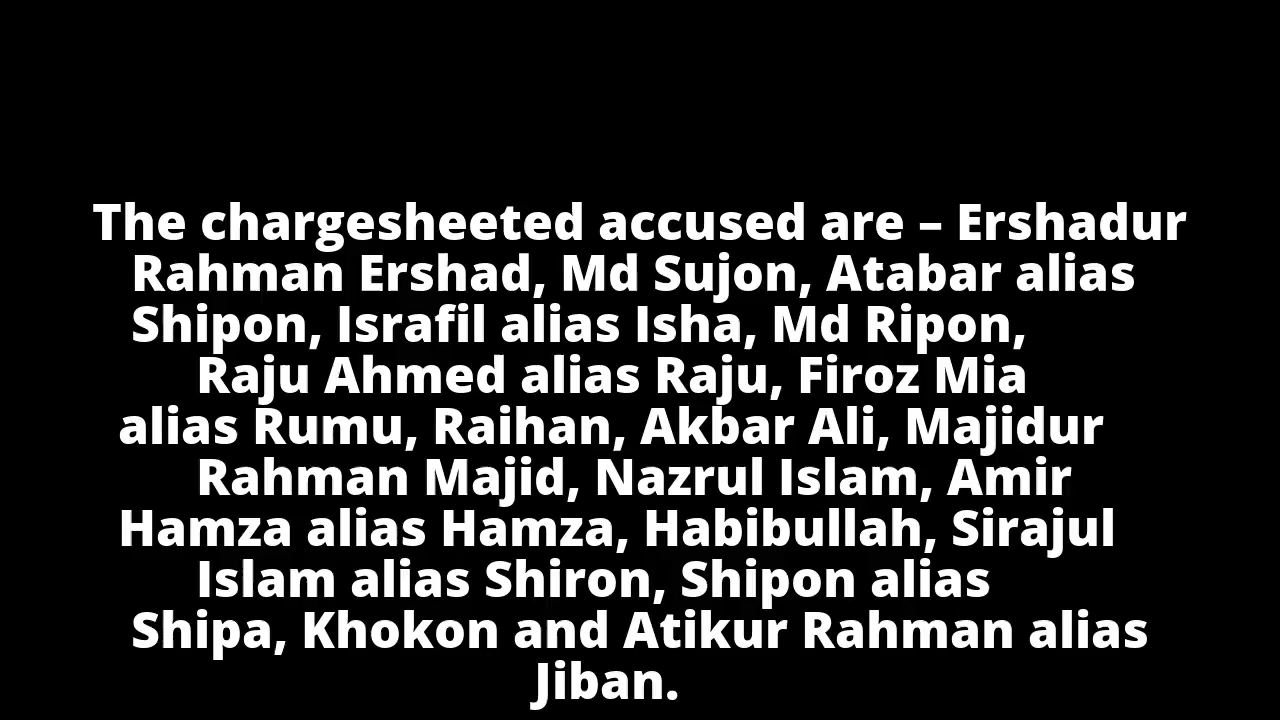 The chargesheeted accused are – Ershadur
Rahman Ershad, Md Sujon, Atabar alias
Shipon, Israfil alias Isha, Md Ripon,
Raju Ahmed alias Raju, Firoz Mia
alias Rumu, Raihan, Akbar Ali, Majidur
Rahman Majid, Nazrul Islam, Amir
Hamza alias Hamza, Habibullah, Sirajul
Islam alias Shiron, Shipon alias
Shipa, Khokon and Atikur Rahman alias
Jiban.